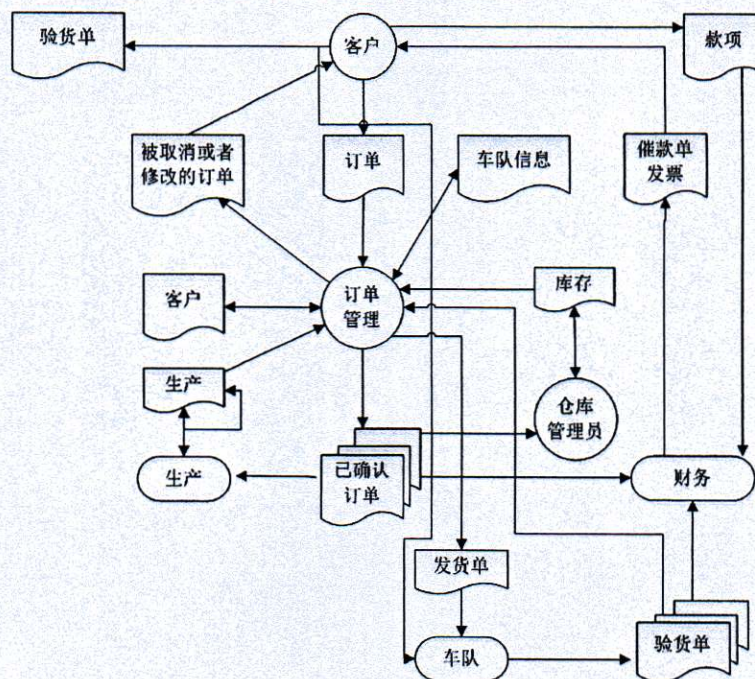 验货单
客户
款项
被取消或者
修改的订单
订单
车队信息
催款单
发票
客户
订单
管理
库存
生产
仓库
管理员
生产
已确认
订单
财务
发货单
车队
验货单